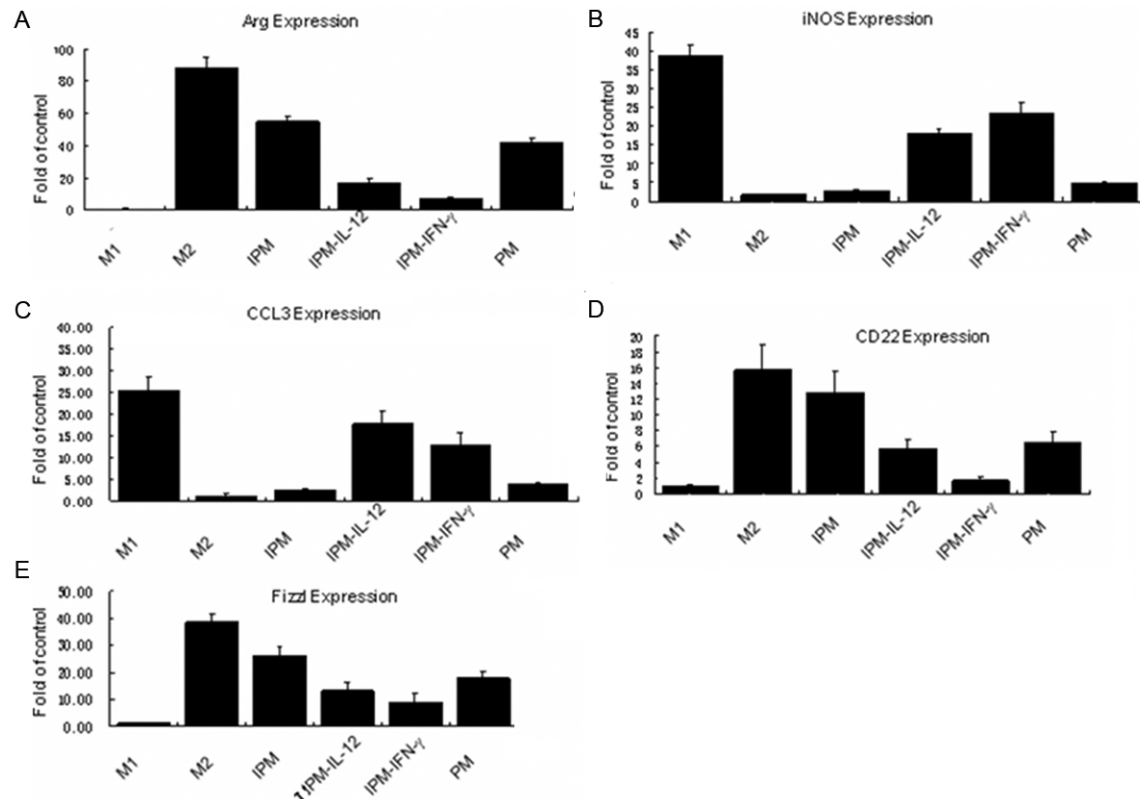 A
Arg Expression
Fold of control
100
80
60
40
20
0
M1
M2
IPM
IPM-IL-12
IPM-IFN-γ
PM
B
iNOS Expression
Fold of control
45
40
35
30
25
20
15
10
5
0
M1
M2
IPM
IPM-IL-12
IPM-IFN-γ
PM
C
CCL3 Expression
Fold of control
40.00
35.00
30.00
25.00
20.00
15.00
10.00
5.00
0.00
M1
M2
IPM
IPM-IL-12
IPM-IFN-γ
PM
D
CD22 Expression
Fold of control
20
18
16
14
12
10
8
6
4
2
0
M1
M2
IPM
IPM-IL-12
IPM-IFN-γ
PM
E
Fizzl Expression
Fold of control
50.00
40.00
30.00
20.00
10.00
0.00
M1
M2
IPM
IPM-IL-12
IPM-IFN-γ
PM